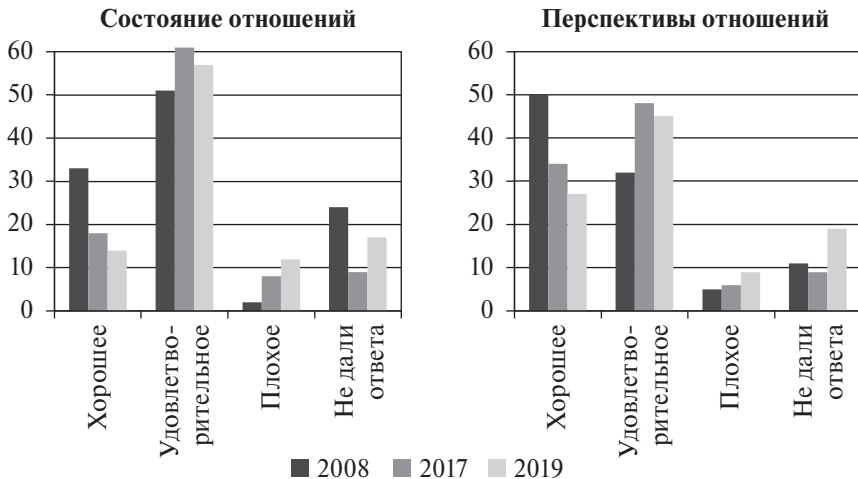 Состояние отношений
60
50
40
30
20
10
0
Хорошее
Удовлетво-
рительное
Плохое
Не дали
ответа
Перспективы отношений
60
50
40
30
20
10
0
Хорошее
Удовлетво-
рительное
Плохое
Не дали
ответа
2008 2017 2019